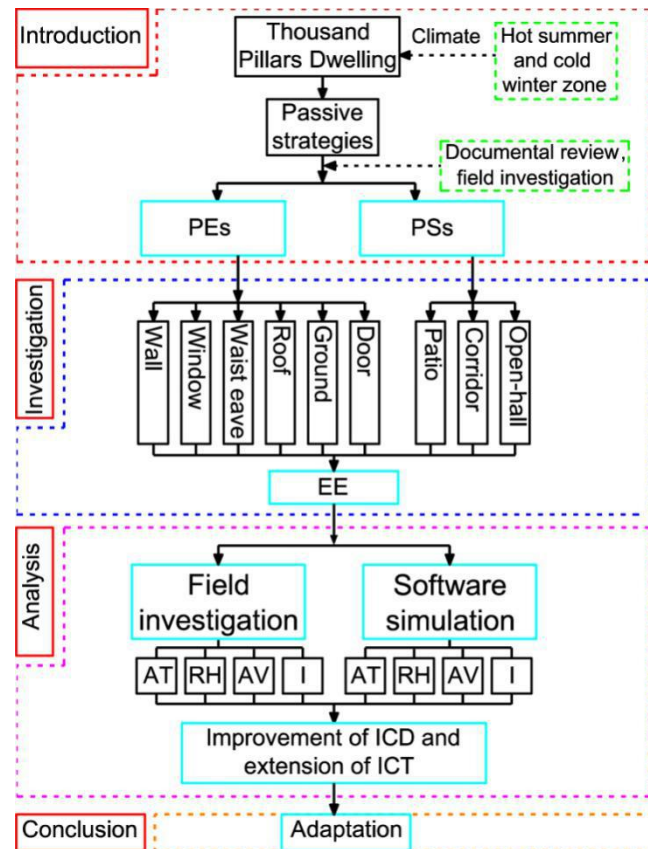 Introduction
Thousand
Pillars Dwelling
Climate
Hot summer
and cold
winter zone
Passive
strategies
Documental review,
field investigation
PEs
PSs
Investigation
Wall
Window
Waist eave
Roof
Ground
Door
Patio
Corridor
Open-hall
EE
Analysis
Field
investigation
Software
simulation
AT
RH
AV
I
AT
RH
AV
I
Improvement of ICD and
extension of ICT
Conclusion
Adaptation